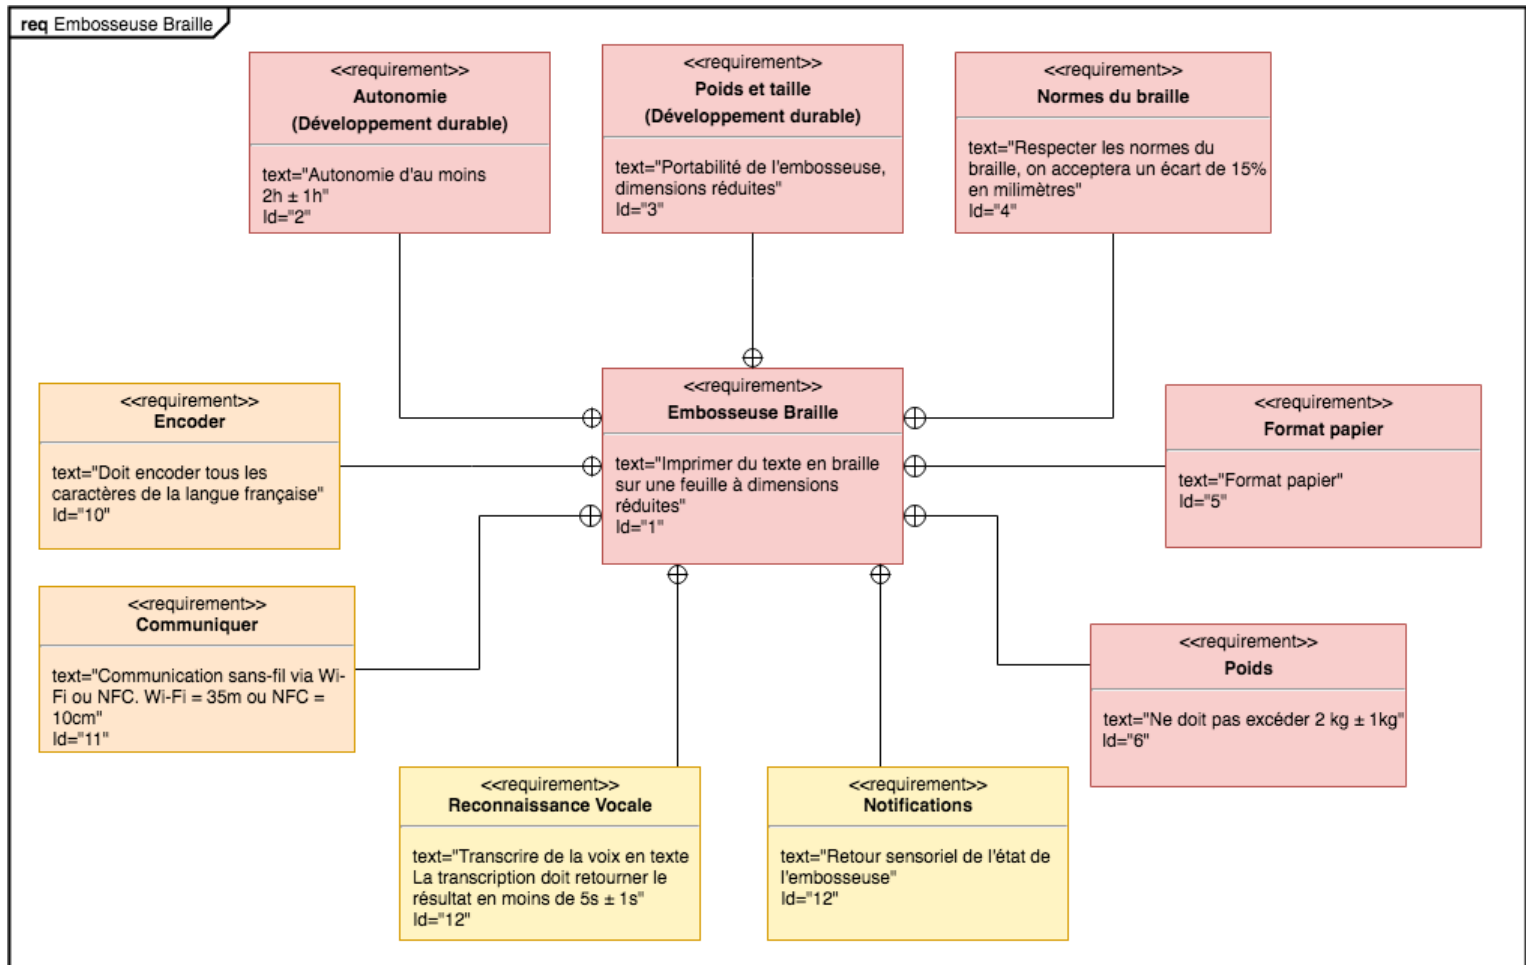 req Embosseuse Braille
<<requirement>>
Autonomie
(Développement durable)
text="Autonomie d'au moins
2h ± 1h"
Id="2"
<<requirement>>
Poids et taille
(Développement durable)
text="Portabilité de l'embosseuse,
dimensions réduites"
Id="3"
<<requirement>>
Normes du braille
text="Respecter les normes du
braille, on acceptera un écart de 15%
en milimètres"
Id="4"
<<requirement>>
Encoder
text="Doit encoder tous les
caractères de la langue française"
Id="10"
<<requirement>>
Embosseuse Braille
text="Imprimer du texte en braille
sur une feuille à dimensions
réduites"
Id="1"
<<requirement>>
Format papier
text="Format papier"
Id="5"
<<requirement>>
Communiquer
text="Communication sans-fil via Wi-
Fi ou NFC. Wi-Fi = 35m ou NFC =
10cm"
Id="11"
<<requirement>>
Poids
text="Ne doit pas excéder 2 kg ± 1kg"
Id="6"
<<requirement>>
Reconnaissance Vocale
text="Transcrire de la voix en texte
La transcription doit retourner le
résultat en moins de 5s ± 1s"
Id="12"
<<requirement>>
Notifications
text="Retour sensoriel de l'état de
l'embosseuse"
Id="12"